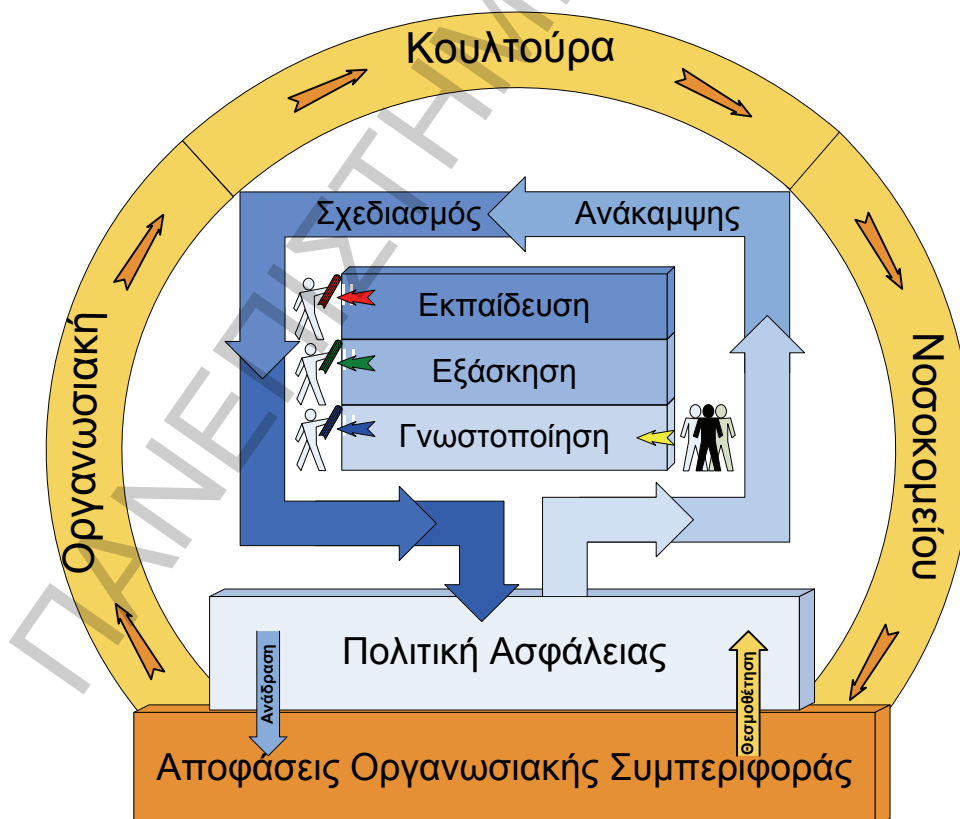 Κουλτούρα
Οργανωσιακή
Νοσοκομείου
Σχεδιασμός Ανάκαμψης
Εκπαίδευση
Εξάσκηση
Γνωστοποίηση
Πολιτική Ασφάλειας
Ανάδραση
Θεσμοθέτηση
Αποφάσεις Οργανωσιακής Συμπεριφοράς